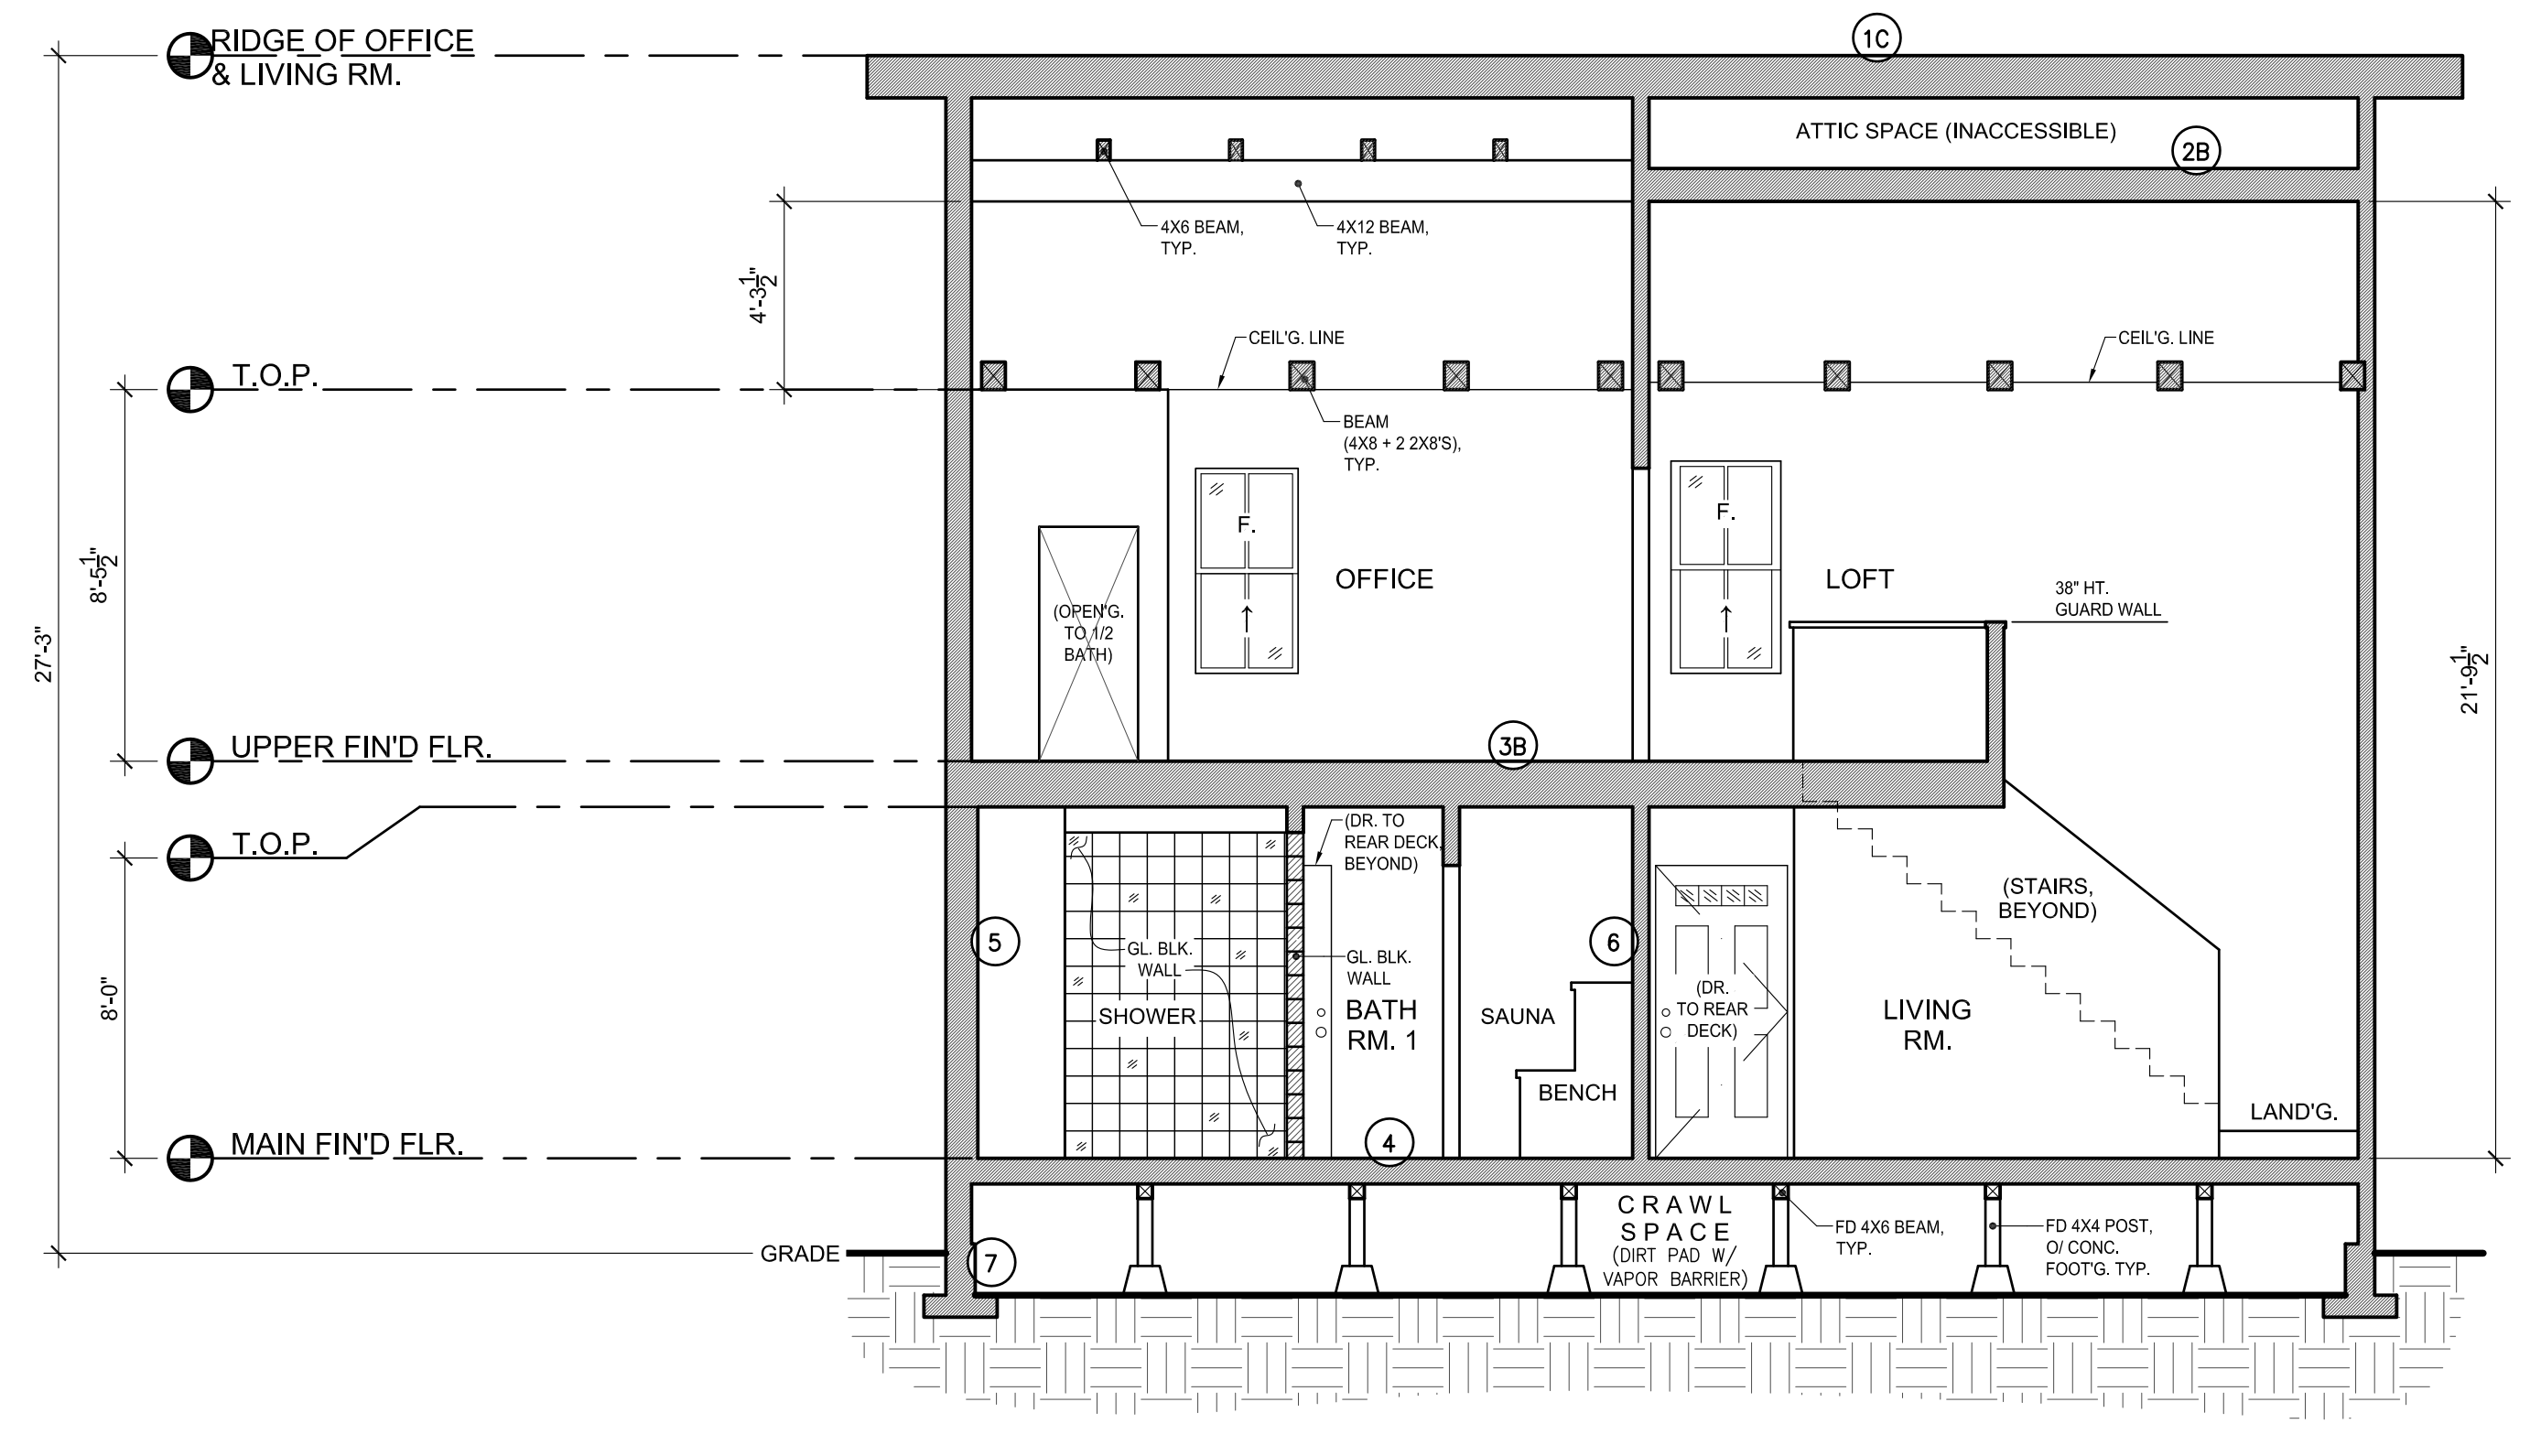 RIDGE OF OFFICE
& LIVING RM.
1C
ATTIC SPACE (INACCESSIBLE)
2B
4X6 BEAM,
TYP.
4X12 BEAM,
TYP.
4'-3 1/2"
CEIL'G. LINE
CEIL'G. LINE
T.O.P.
BEAM
(4X8 + 2 2X8'S),
TYP.
F.
F.
8'-5 1/2"
OFFICE
LOFT
38" HT.
GUARD WALL
(OPEN'G.
TO 1/2
BATH)
27'-3"
21'-9 1/2"
UPPER FIN'D FLR.
3B
T.O.P.
(DR. TO
REAR DECK,
BEYOND)
(STAIRS,
BEYOND)
5
6
GL. BLK.
WALL
GL. BLK.
WALL
8'-0"
SHOWER
BATH
RM. 1
SAUNA
(DR.
TO REAR
DECK)
LIVING
RM.
BENCH
LAND'G.
MAIN FIN'D FLR.
4
CRAWL
SPACE
(DIRT PAD W/
VAPOR BARRIER)
FD 4X6 BEAM,
TYP.
FD 4X4 POST,
O/ CONC.
FOOT'G. TYP.
GRADE
7